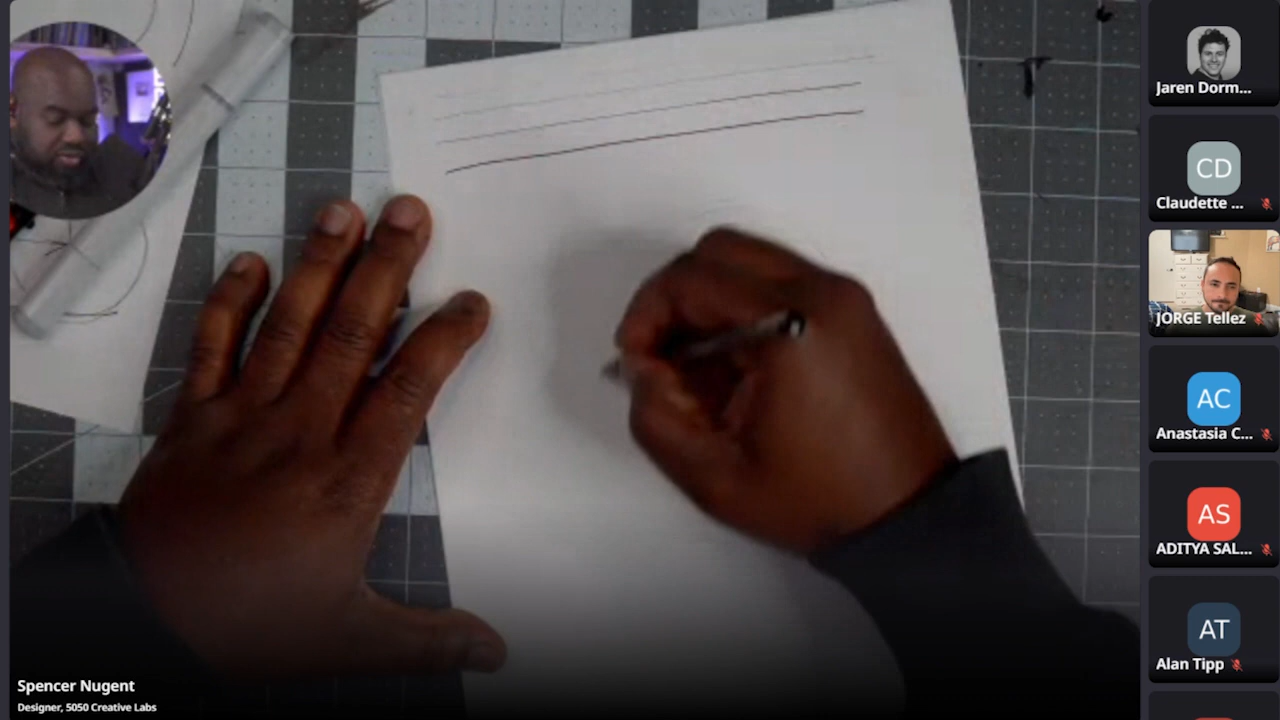 Jaren Dorm...
CD
Claudette ...
JORGE Tellez
AC
Anastasia C...
AS
ADITYA SAL...
AT
Alan Tipp
Spencer Nugent
Designer, 5050 Creative Labs